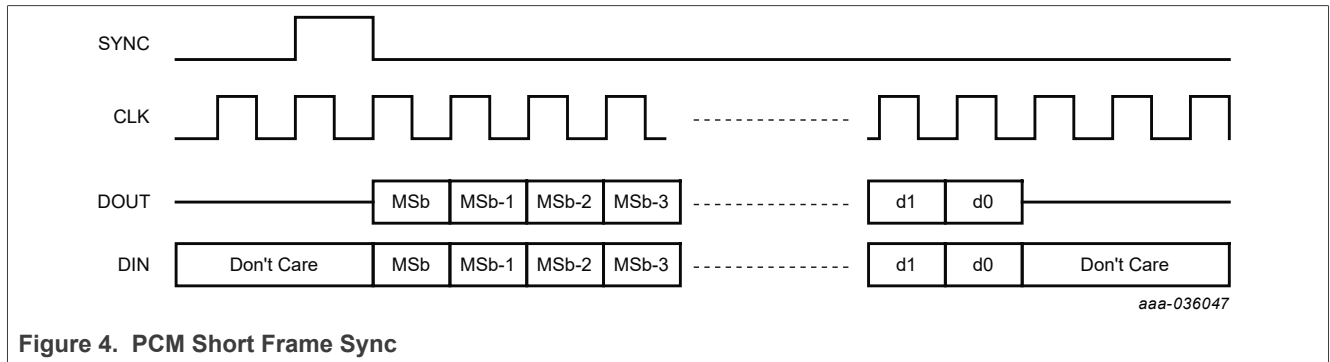 SYNC
CLK
DOUT MSb MSb-1 MSb-2 MSb-3 d1 d0
DIN Don't Care MSb MSb-1 MSb-2 MSb-3 d1 d0 Don't Care
aaa-036047
Figure 4. PCM Short Frame Sync